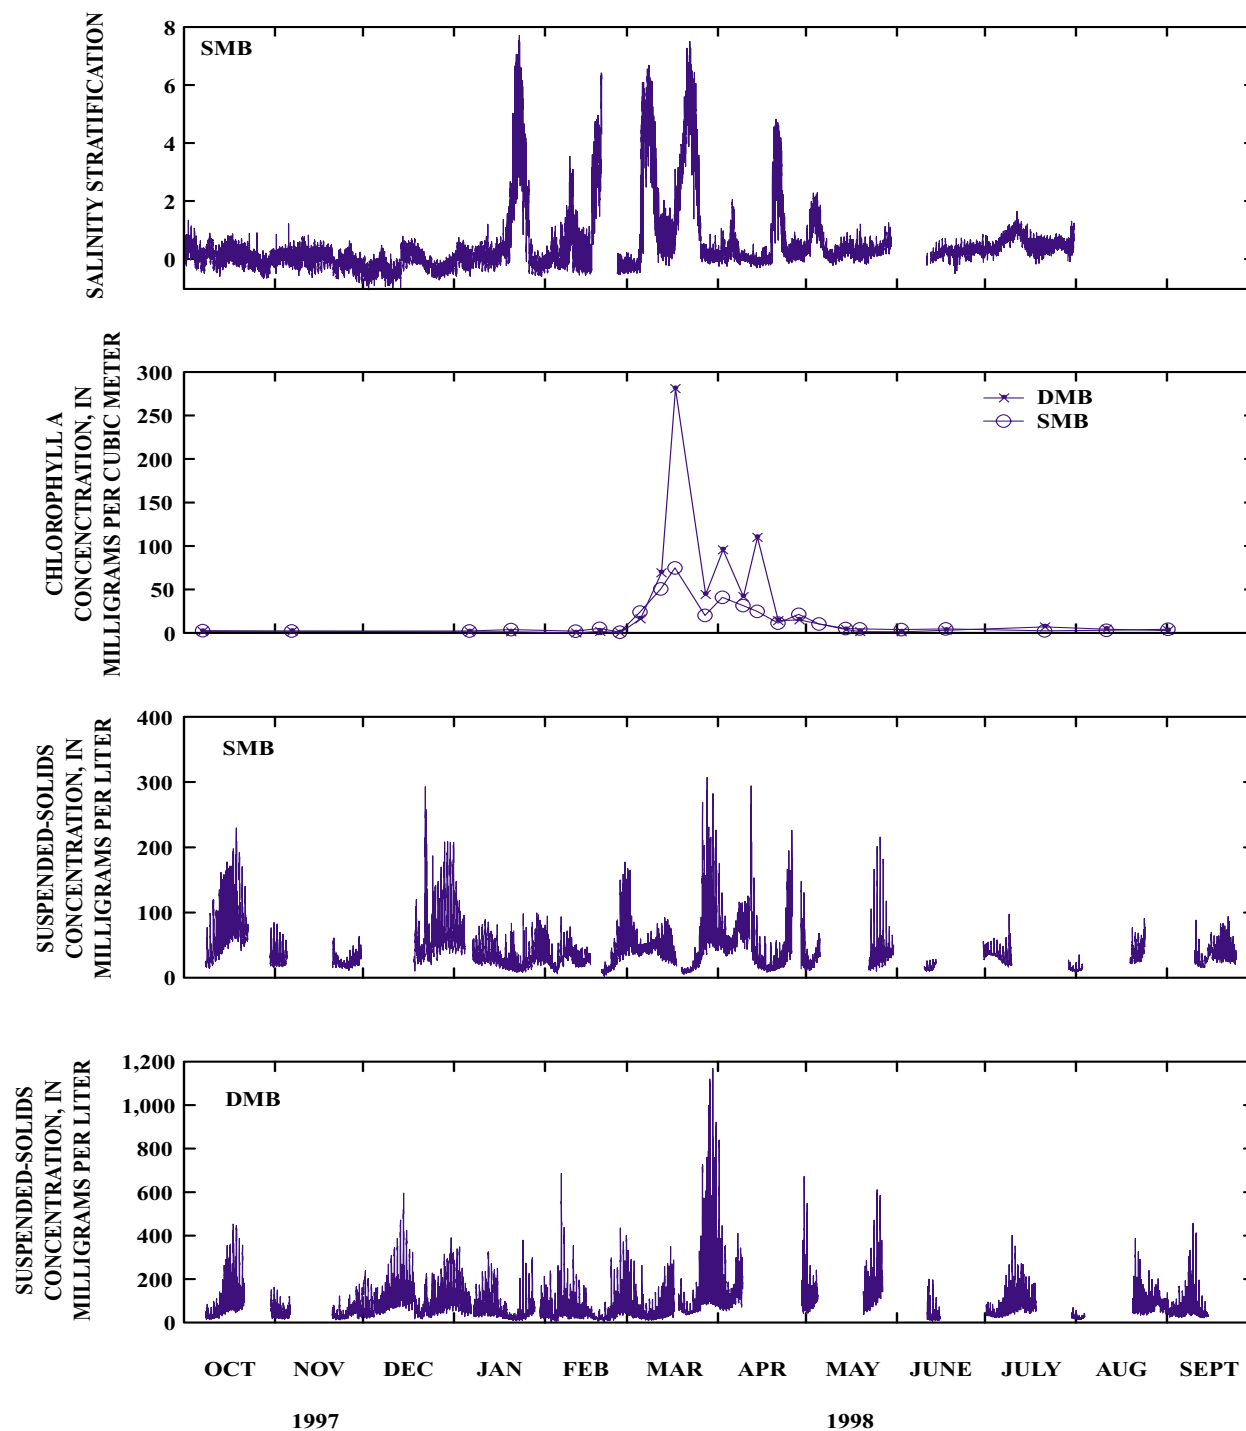 SALINITY STRATIFICATION
8
6
4
2
0
SMB
CHLOROPHYLL A
CONCENCTRATION, IN
MILLIGRAMS PER CUBIC METER
300
250
200
150
100
50
0
DMB
SMB
SUSPENDED-SOLIDS
CONCENTRATION, IN
MILLIGRAMS PER LITER
400
300
200
100
0
SMB
SUSPENDED-SOLIDS
CONCENTRATION, IN
MILLIGRAMS PER LITER
1,200
1,000
800
600
400
200
0
DMB
OCT NOV DEC JAN FEB MAR APR MAY JUNE JULY AUG SEPT
1997 1998